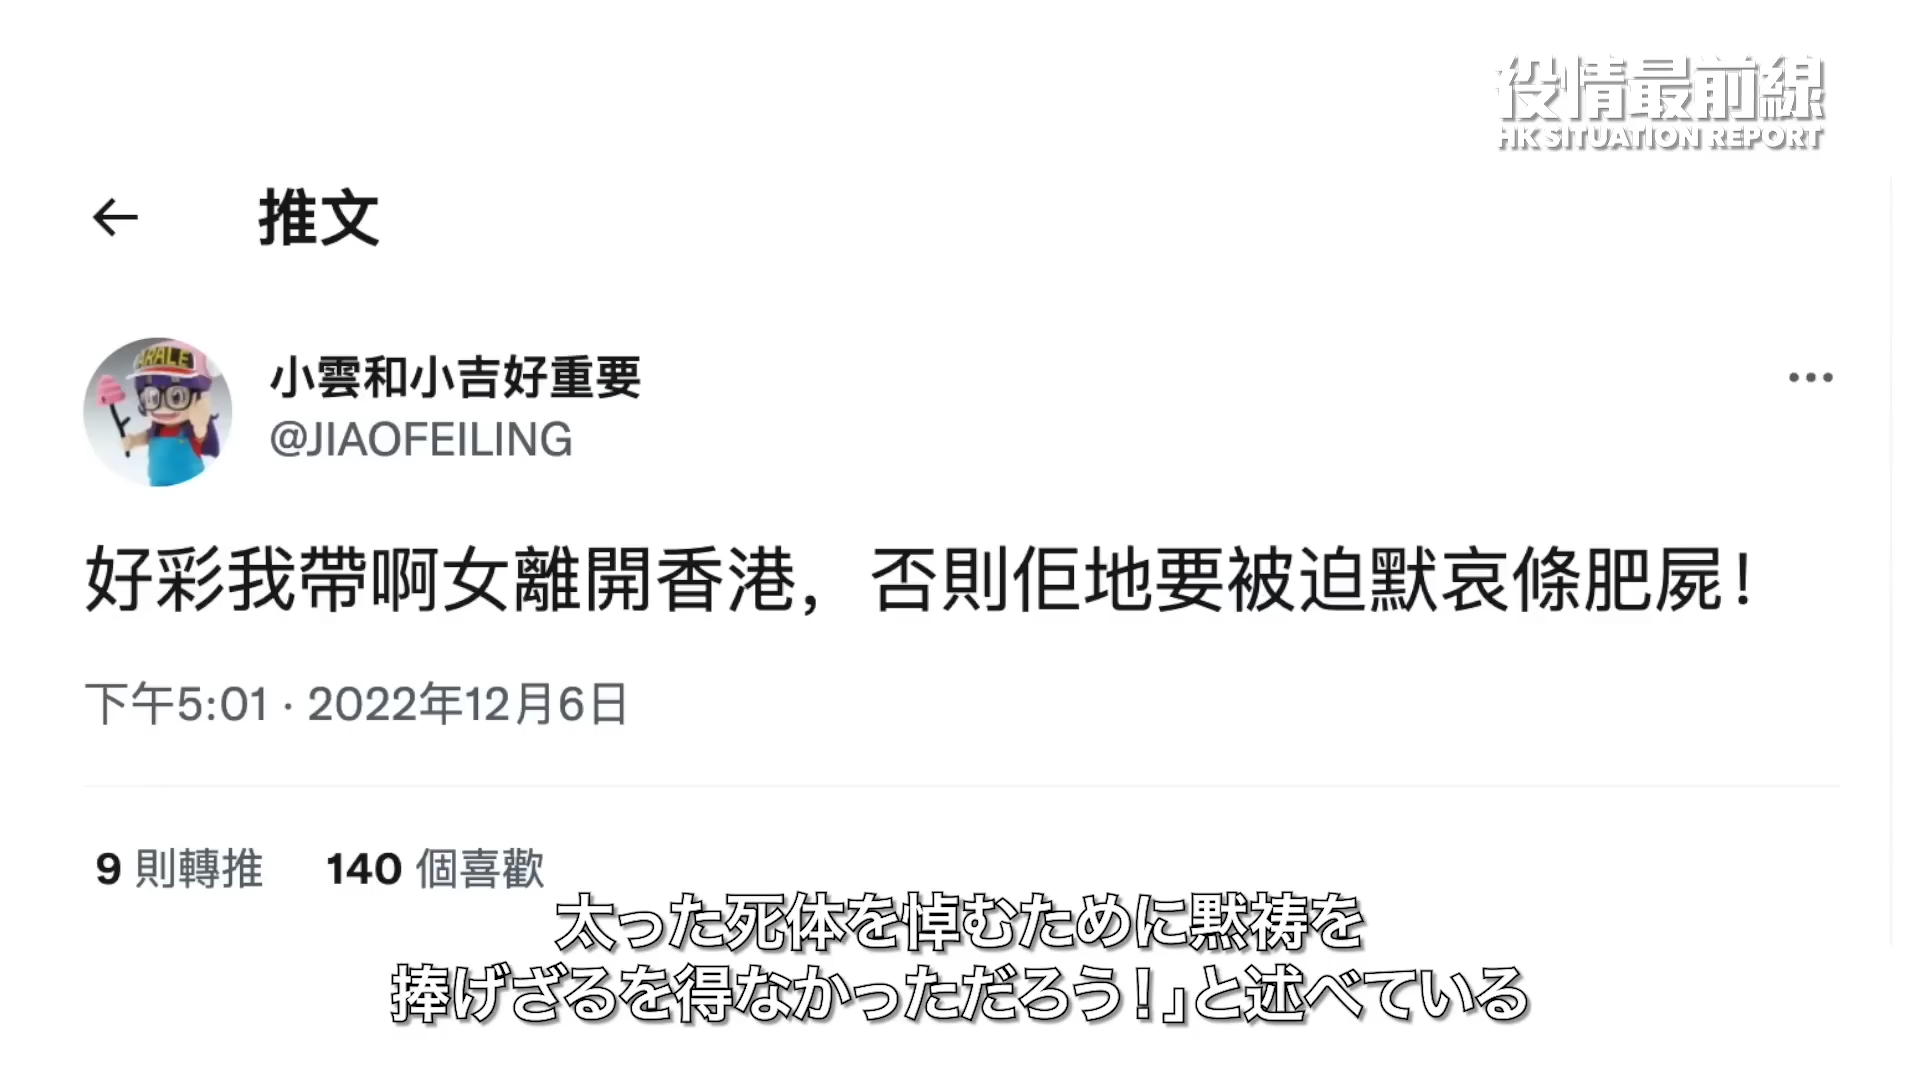 役情最前線
HK SITUATION REPORT
推文
ARALE
小雲和小吉好重要
@JIAOFEILING
好彩我帶啊女離開香港，否則佢地要被迫默哀條肥屍！
下午5:01 · 2022年12月6日
9 則轉推 140 個喜歡
太った死体を悼むために黙祷を
捧げざるを得なかっただろう！」と述べている